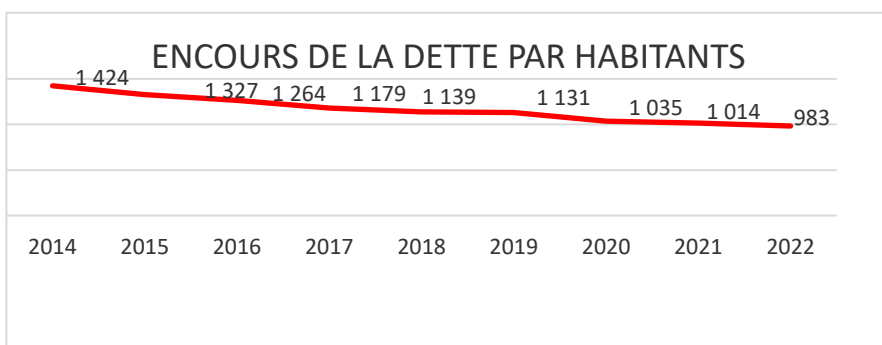 ENCOURS DE LA DETTE PAR HABITANTS
1 424 1 327 1 264 1 179 1 139 1 131 1 035 1 014 983
2014 2015 2016 2017 2018 2019 2020 2021 2022